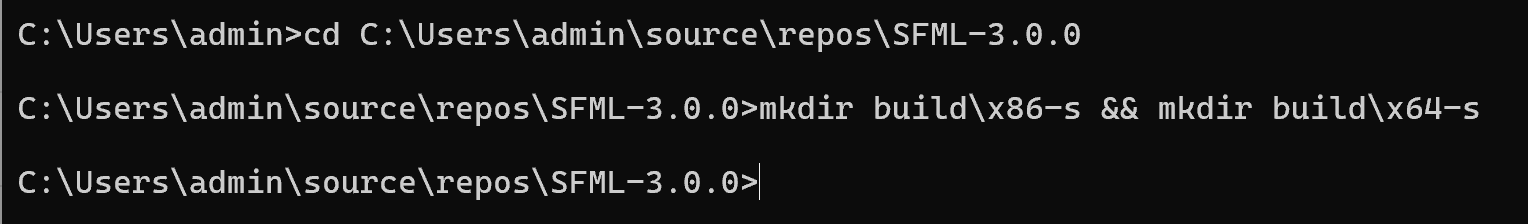 C:\Users\admin>cd C:\Users\admin\source\repos\SFML-3.0.0
C:\Users\admin\source\repos\SFML-3.0.0>mkdir build\x86-s && mkdir build\x64-s
C:\Users\admin\source\repos\SFML-3.0.0>